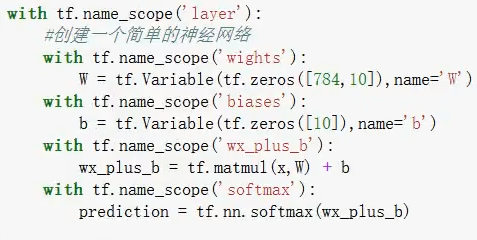 with tf.name_scope('layer'):
    #创建一个简单的神经网络
    with tf.name_scope('wights'):
        W = tf.Variable(tf.zeros([784,10]),name='W')
    with tf.name_scope('biases'):
        b = tf.Variable(tf.zeros([10]),name='b')
    with tf.name_scope('wx_plus_b'):
        wx_plus_b = tf.matmul(x,W) + b
    with tf.name_scope('softmax'):
        prediction = tf.nn.softmax(wx_plus_b)